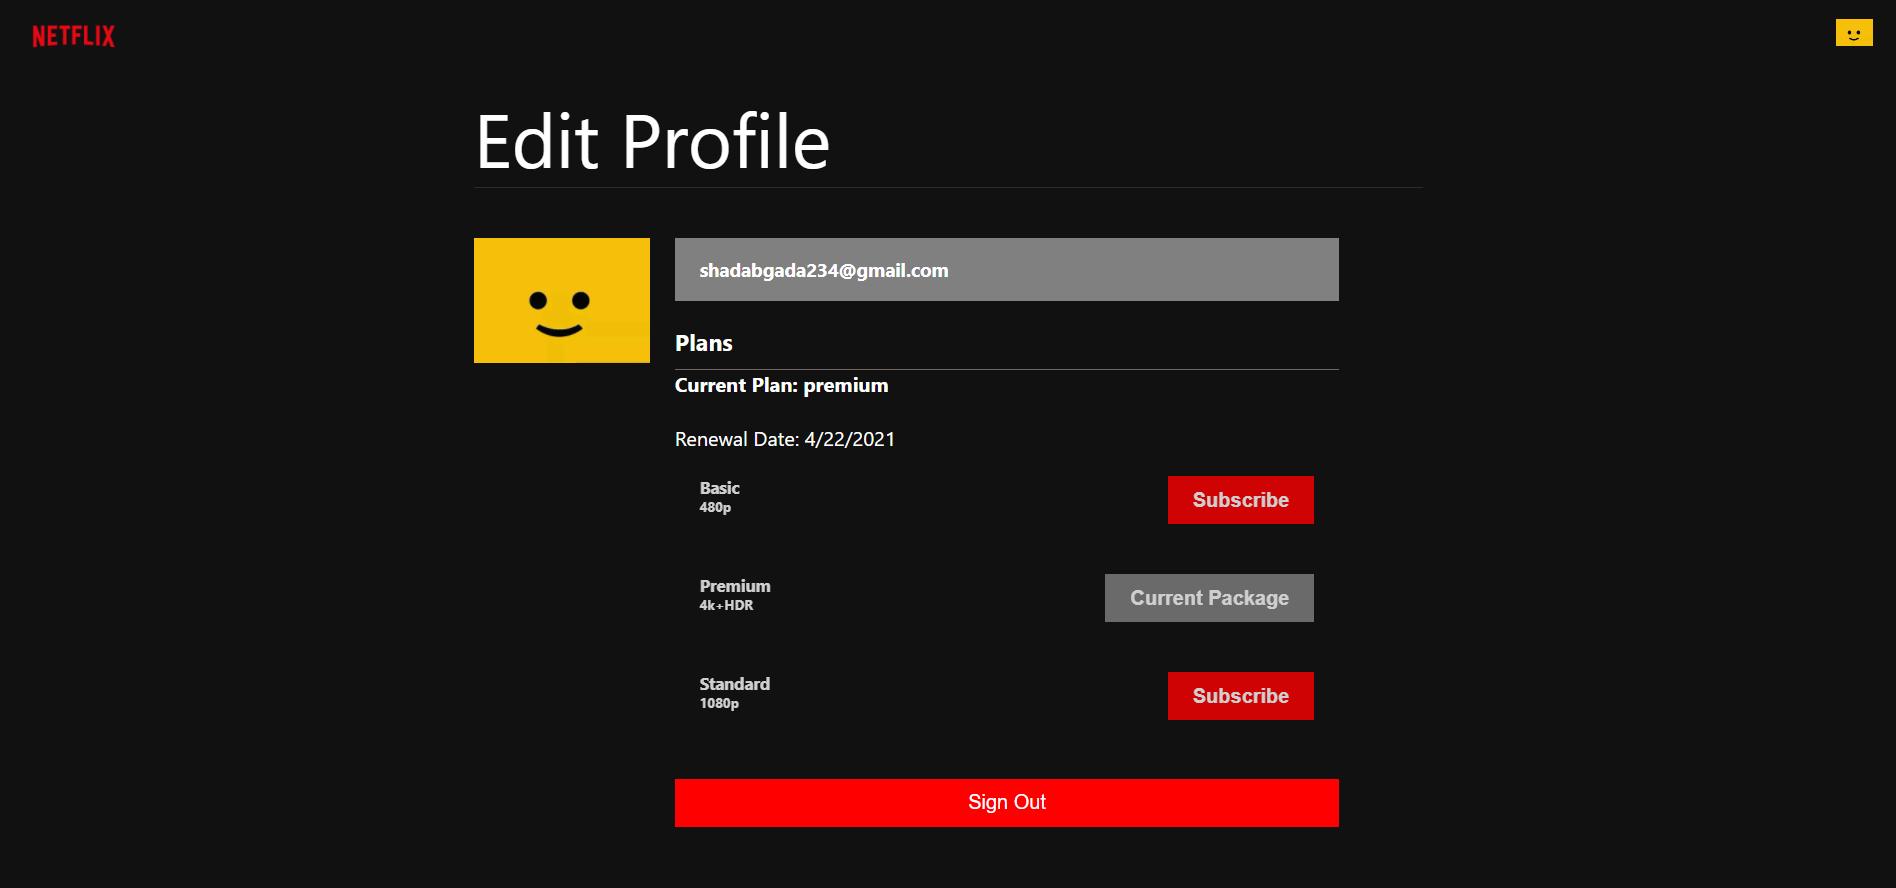 NETFLIX
Edit Profile
shadabgada234@gmail.com
Plans
Current Plan: premium
Renewal Date: 4/22/2021
Basic
480p
Subscribe
Premium
4k+HDR
Current Package
Standard
1080p
Subscribe
Sign Out